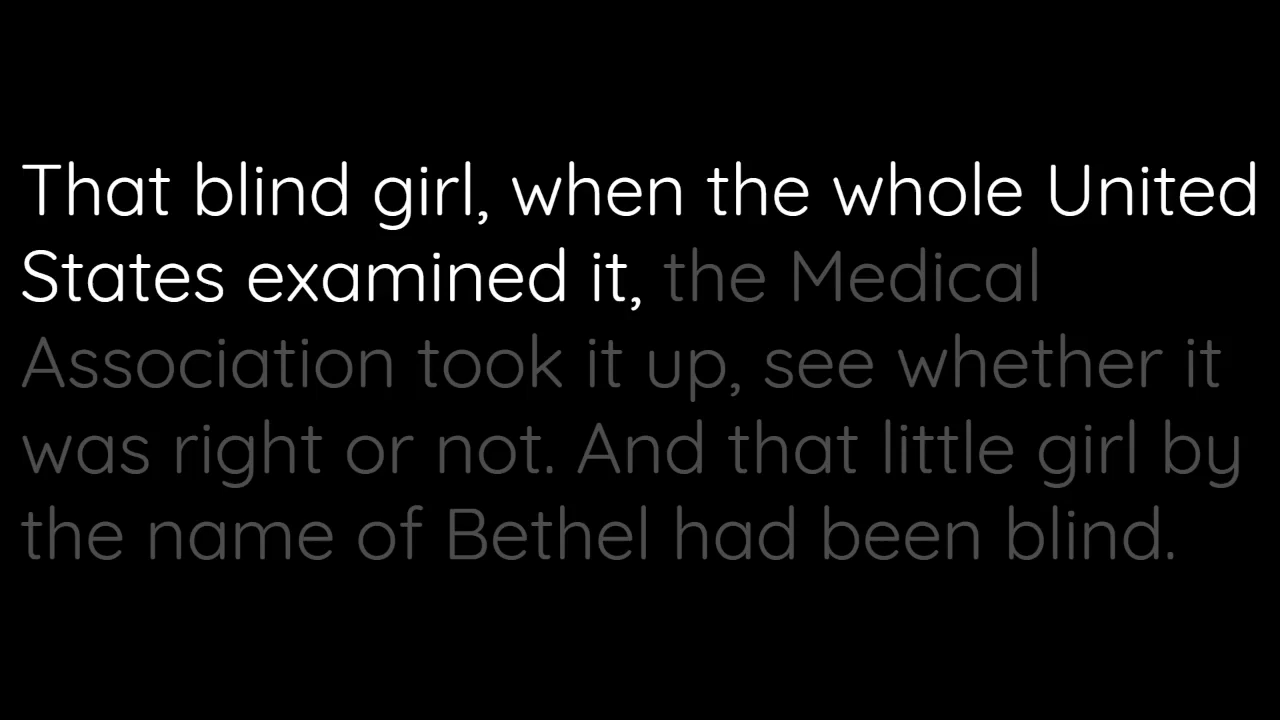 That blind girl, when the whole United
States examined it, the Medical
Association took it up, see whether it
was right or not. And that little girl by
the name of Bethel had been blind.